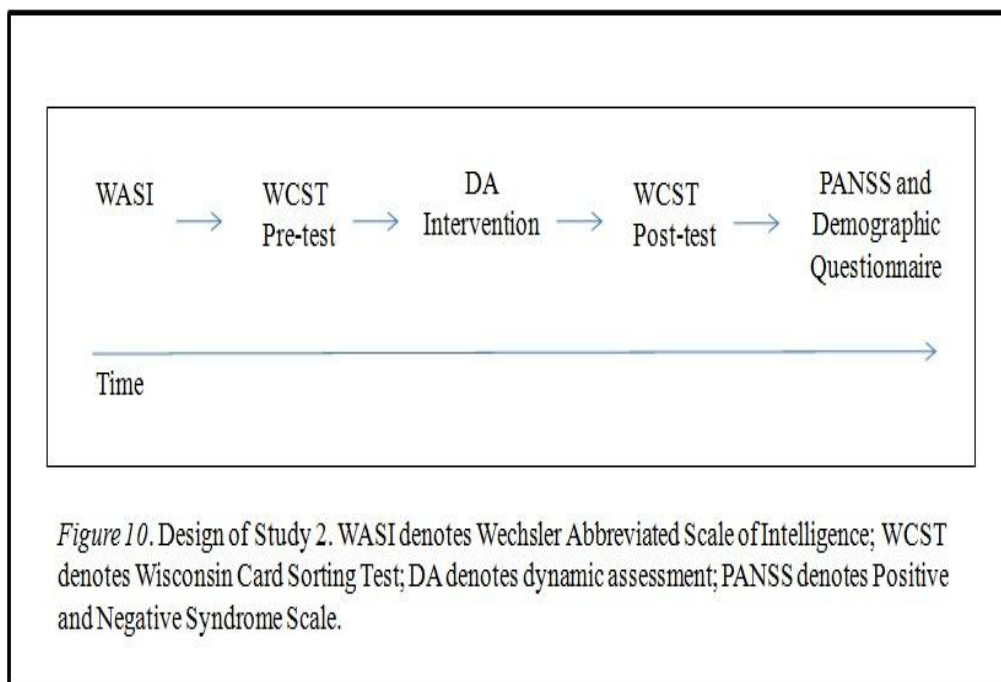 WASI
WCST
Pre-test
DA
Intervention
WCST
Post-test
PANSS and
Demographic
Questionnaire
Time
Figure 10. Design of Study 2. WASI denotes Wechsler Abbreviated Scale of Intelligence; WCST
denotes Wisconsin Card Sorting Test; DA denotes dynamic assessment; PANSS denotes Positive
and Negative Syndrome Scale.